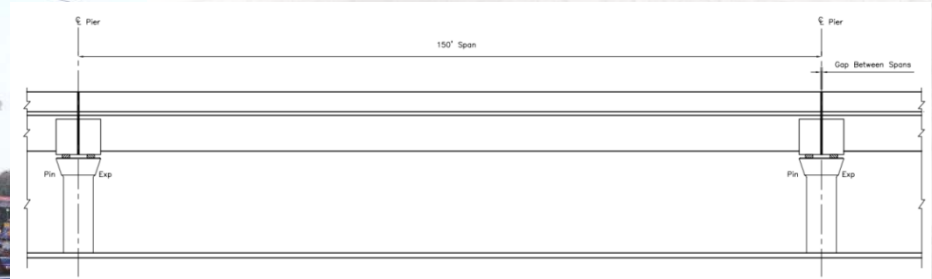 ℄ Pier
℄ Pier
150' Span
Gap Between Spans
Pin
Exp
Pin
Exp